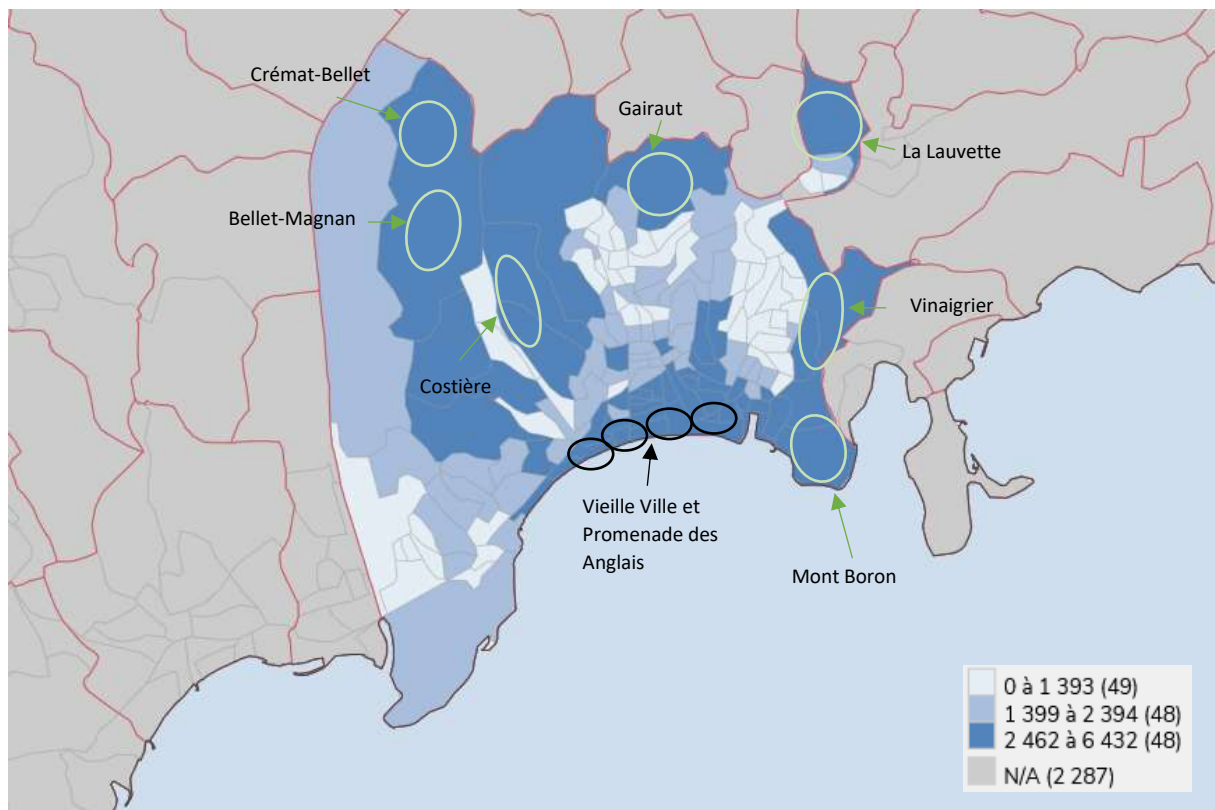 Crémat-Bellet
Gairaut
La Lauvette
Bellet-Magnan
Vinaigrier
Costière
Vieille Ville et
Promenade des
Anglais
Mont Boron
0 à 1 393 (49)
1 399 à 2 394 (48)
2 462 à 6 432 (48)
N/A (2 287)